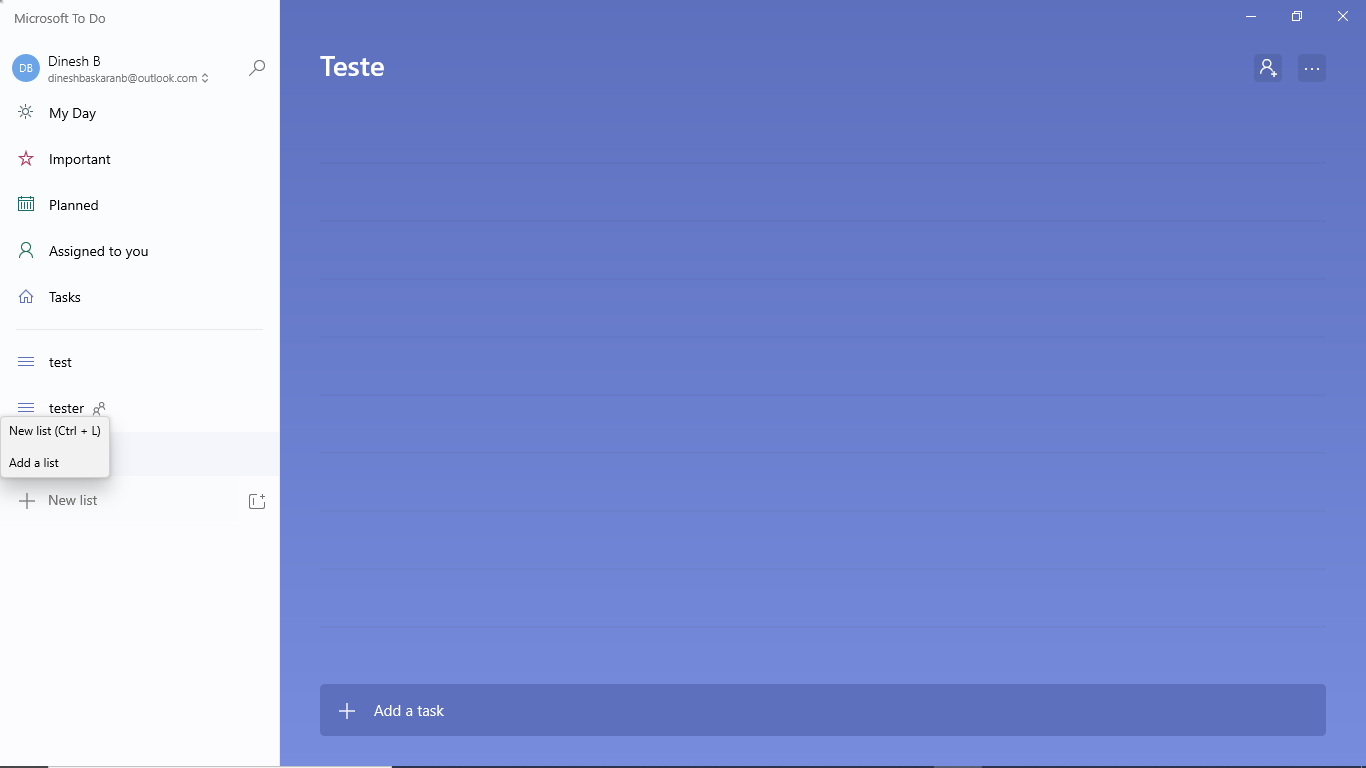 Microsoft To Do
DB
Dinesh B
dineshbaskaranb@outlook.com
My Day
Important
Planned
Assigned to you
Tasks
test
tester
New list (Ctrl + L)
Add a list
New list
Teste
Add a task